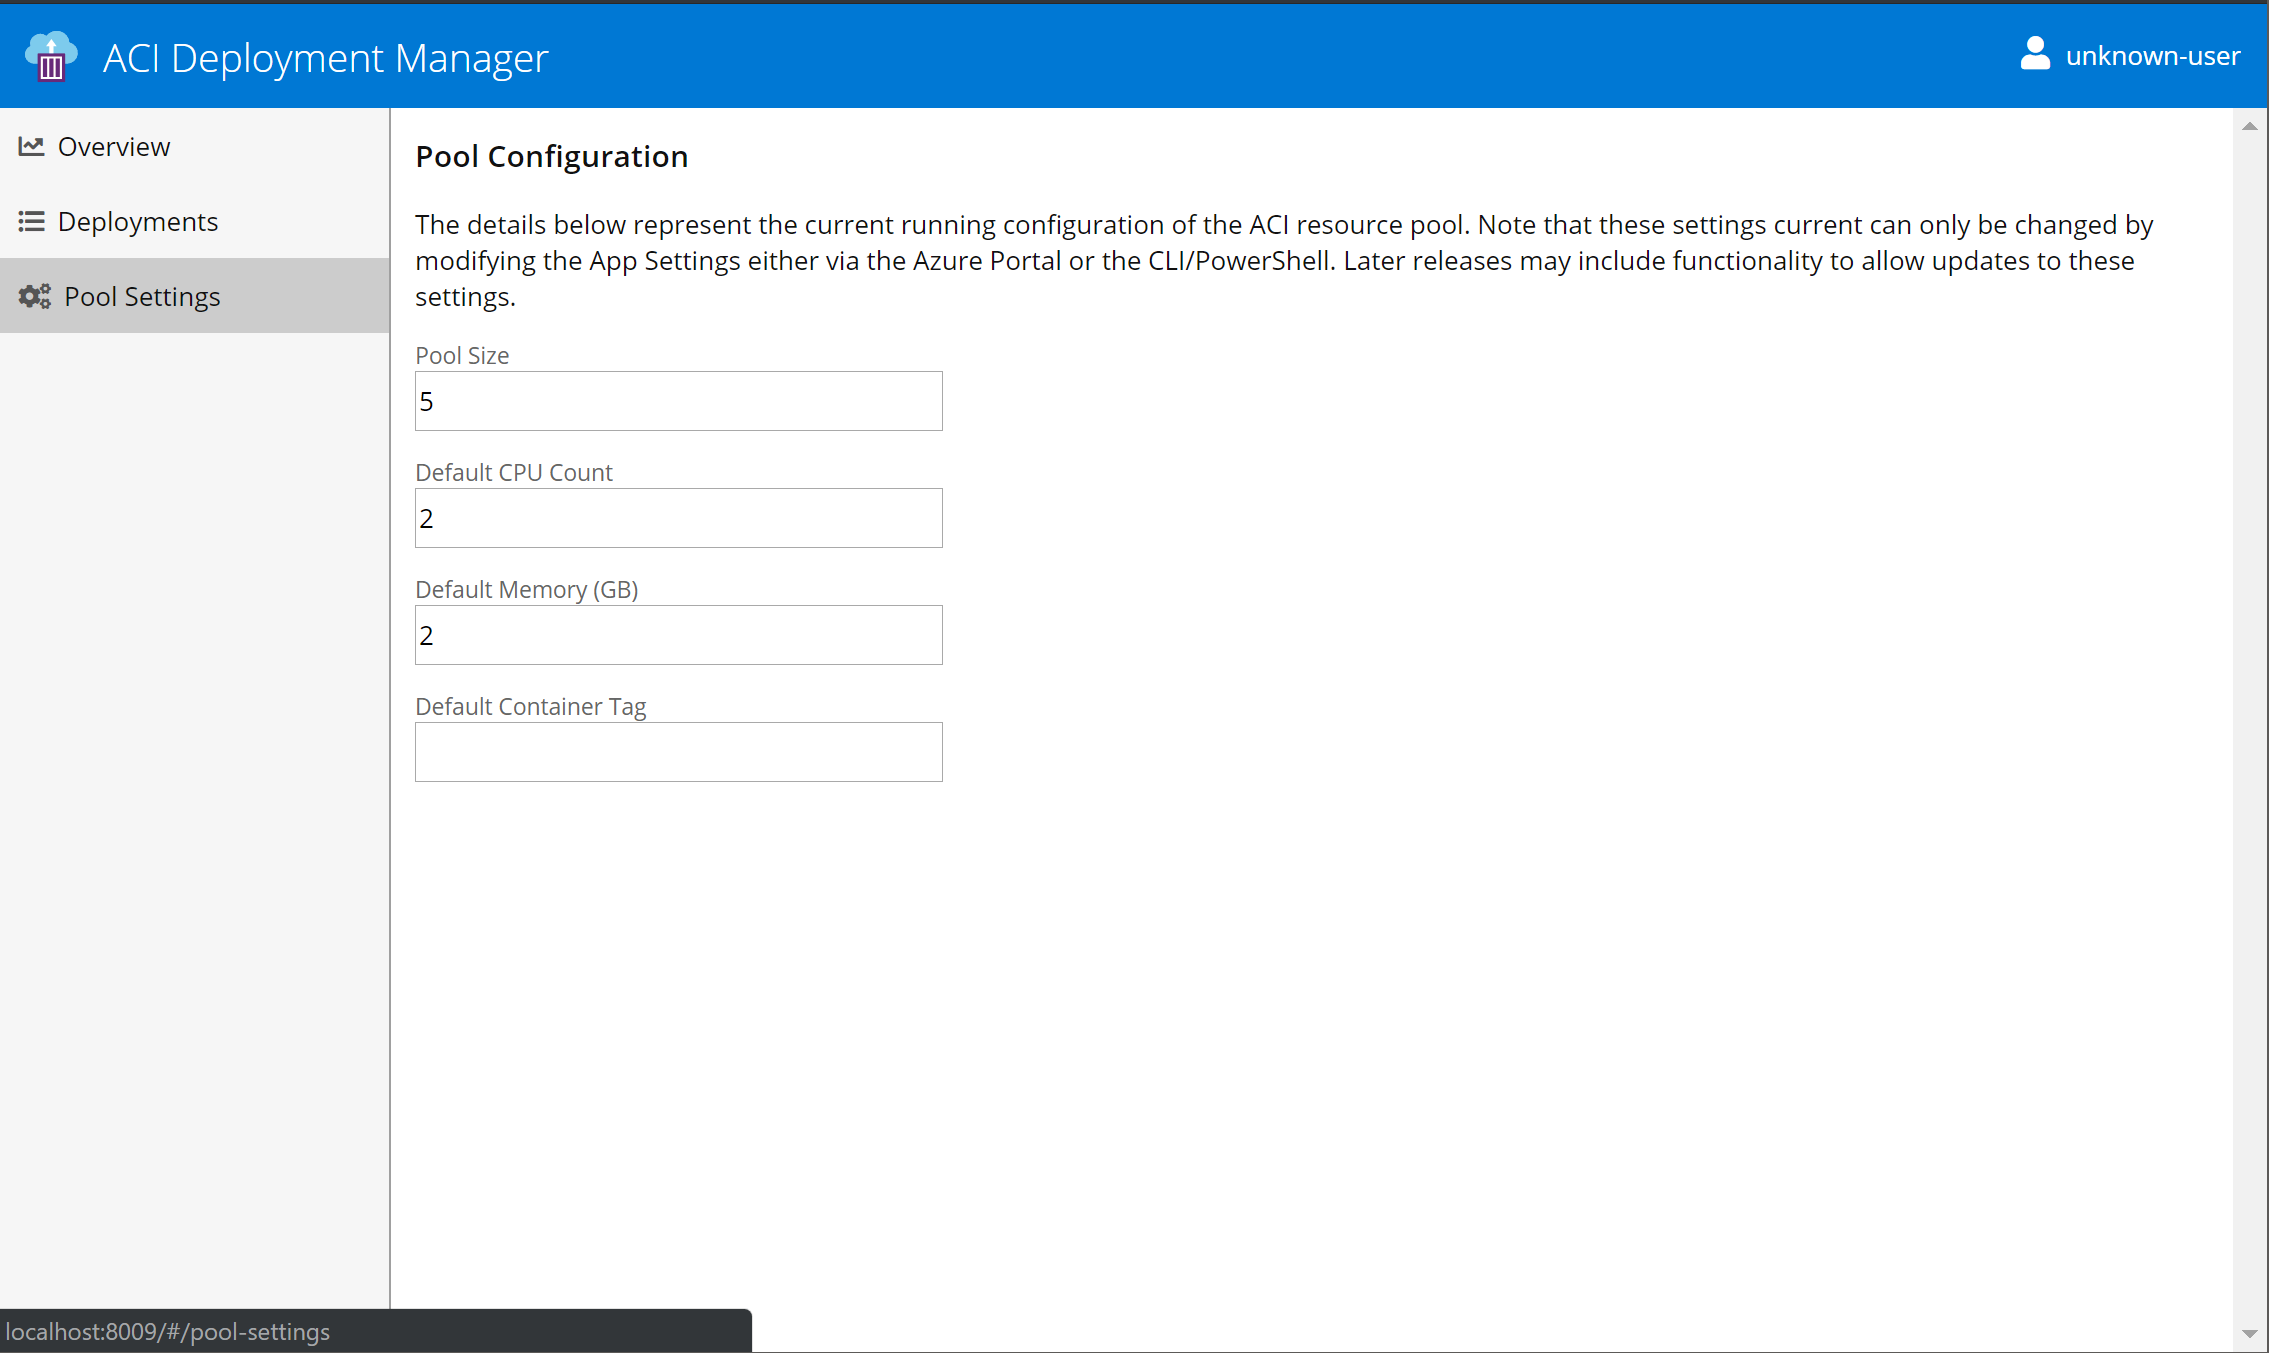 ACI Deployment Manager
unknown-user
Overview
Deployments
Pool Settings
Pool Configuration
The details below represent the current running configuration of the ACI resource pool. Note that these settings current can only be changed by
modifying the App Settings either via the Azure Portal or the CLI/PowerShell. Later releases may include functionality to allow updates to these
settings.
Pool Size
5
Default CPU Count
2
Default Memory (GB)
2
Default Container Tag
localhost:8009/#/pool-settings